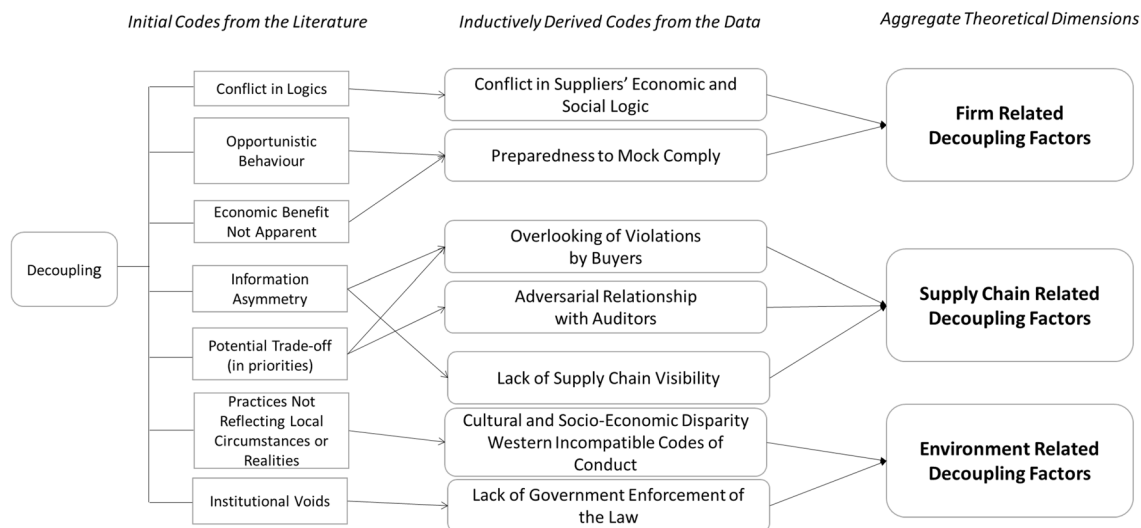 Initial Codes from the Literature
Inductively Derived Codes from the Data
Aggregate Theoretical Dimensions
Decoupling
Conflict in Logics
Opportunistic
Behaviour
Economic Benefit
Not Apparent
Information
Asymmetry
Potential Trade-off
(in priorities)
Practices Not
Reflecting Local
Circumstances or
Realities
Institutional Voids
Conflict in Suppliers’ Economic and
Social Logic
Preparedness to Mock Comply
Overlooking of Violations
by Buyers
Adversarial Relationship
with Auditors
Lack of Supply Chain Visibility
Cultural and Socio-Economic Disparity
Western Incompatible Codes of
Conduct
Lack of Government Enforcement of
the Law
Firm Related
Decoupling Factors
Supply Chain Related
Decoupling Factors
Environment Related
Decoupling Factors